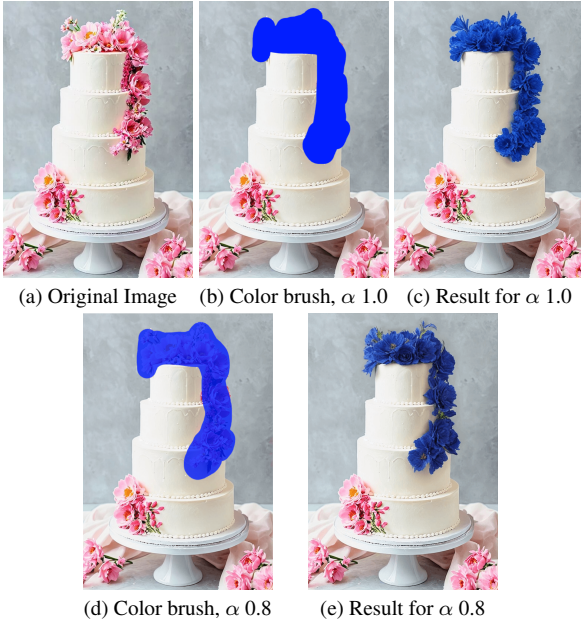 (a) Original Image
(b) Color brush, α 1.0
(c) Result for α 1.0
(d) Color brush, α 0.8
(e) Result for α 0.8